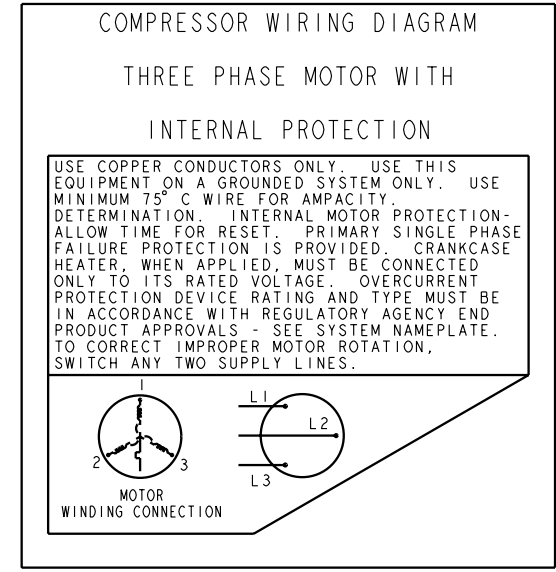 COMPRESSOR WIRING DIAGRAM
THREE PHASE MOTOR WITH
INTERNAL PROTECTION
USE COPPER CONDUCTORS ONLY. USE THIS
EQUIPMENT ON A GROUNDED SYSTEM ONLY. USE
MINIMUM 75° C WIRE FOR AMPACITY.
DETERMINATION. INTERNAL MOTOR PROTECTION-
ALLOW TIME FOR RESET. PRIMARY SINGLE PHASE
FAILURE PROTECTION IS PROVIDED. CRANKCASE
HEATER, WHEN APPLIED, MUST BE CONNECTED
ONLY TO ITS RATED VOLTAGE. OVERCURRENT
PROTECTION DEVICE RATING AND TYPE MUST BE
IN ACCORDANCE WITH REGULATORY AGENCY END
PRODUCT APPROVALS - SEE SYSTEM NAMEPLATE.
TO CORRECT IMPROPER MOTOR ROTATION,
SWITCH ANY TWO SUPPLY LINES.
1
2
3
MOTOR
WINDING CONNECTION
L1
L2
L3